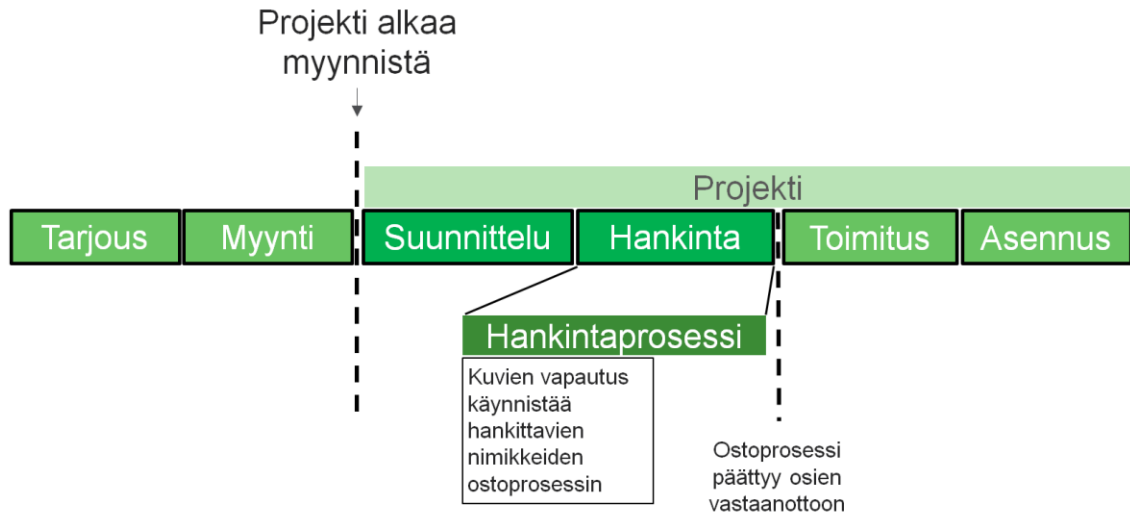 Projekti alkaa
myynnistä
Projekti
Tarjous
Myynti
Suunnittelu
Hankinta
Toimitus
Asennus
Hankintaprosessi
Kuvien vapautus
käynnistää
hankittavien
nimikkeiden
ostoprosessin
Ostoprosessi
päättyy osien
vastaanottoon